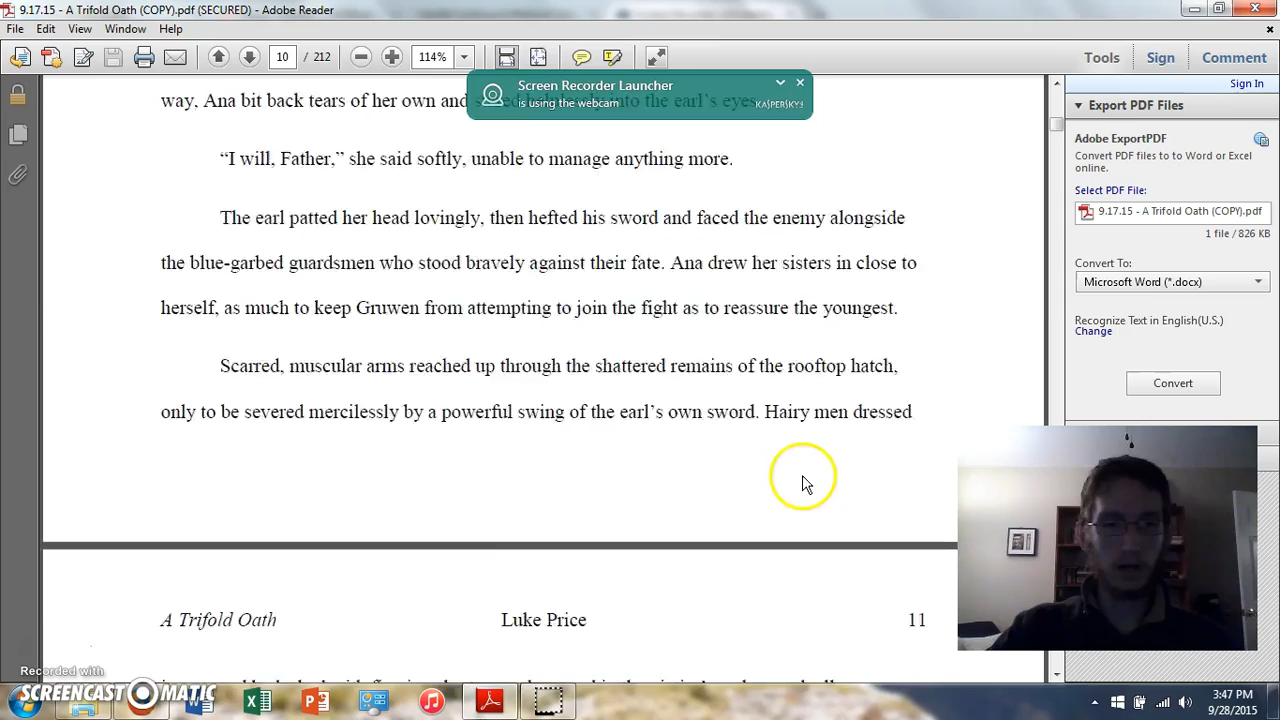 9.17.15 - A Trifold Oath (COPY).pdf (SECURED) - Adobe Reader
File Edit View Window Help
10 / 212 114% Tools Sign Comment
Screen Recorder Launcher
is using the webcam KASPERSKY
Sign In
way, Ana bit back tears of her own and into the earl's eyes
"I will, Father," she said softly, unable to manage anything more.
The earl patted her head lovingly, then hefted his sword and faced the enemy alongside
the blue-garbed guardsmen who stood bravely against their fate. Ana drew her sisters in close to
herself, as much to keep Gruwen from attempting to join the fight as to reassure the youngest.
Scarred, muscular arms reached up through the shattered remains of the rooftop hatch,
only to be severed mercilessly by a powerful swing of the earl's own sword. Hairy men dressed
A Trifold Oath Luke Price 11
Export PDF Files
Adobe ExportPDF
Convert PDF files to Word or Excel
online.
Select PDF File:
9.17.15 - A Trifold Oath (COPY).pdf
1 file / 826 KB
Convert To:
Microsoft Word (*.docx)
Recognize Text in English(U.S.)
Change
Convert
Recorded with
SCREENCAST MATIC
3:47 PM
9/28/2015